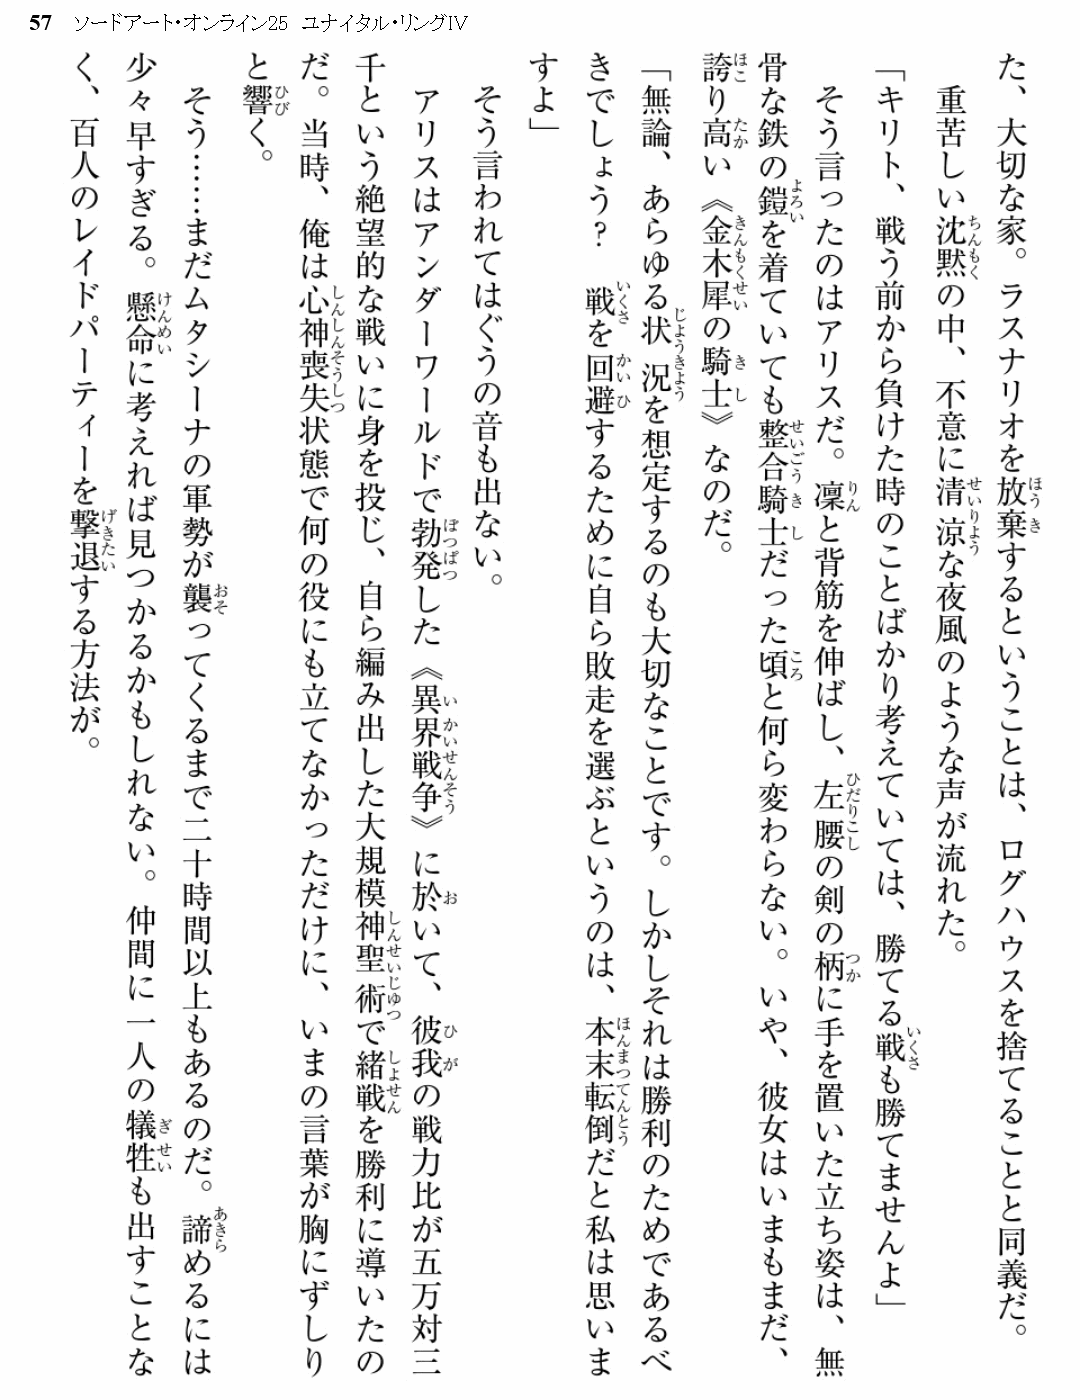 57 ソードアート・オンライン25 ユナイタル・リングⅣ
た、大切な家。ラスナリオを放棄するということは、ログハウスを捨てることと同義だ。
重苦しい沈黙の中、不意に清涼な夜風のような声が流れた。
「キリト、戦う前から負けた時のことばかり考えていては、勝てる戦も勝てませんよ」
そう言ったのはアリスだ。凜と背筋を伸ばし、左腰の剣の柄に手を置いた立ち姿は、無
骨な鉄の鎧を着ていても整合騎士だった頃と何ら変わらない。いや、彼女はいまもまだ、
誇り高い《金木犀の騎士》なのだ。
「無論、あらゆる状況を想定するのも大切なことです。しかしそれは勝利のためであるべ
きでしょう? 戦を回避するために自ら敗走を選ぶというのは、本末転倒だと私は思いま
すよ」
そう言われてはぐうの音も出ない。
アリスはアンダーワールドで勃発した《異界戦争》に於いて、彼我の戦力比が五万対三
千という絶望的な戦いに身を投じ、自ら編み出した大規模神聖術で緒戦を勝利に導いたの
だ。当時、俺は心神喪失状態で何の役にも立てなかっただけに、いまの言葉が胸にずしり
と響く。
そう……まだムタシーナの軍勢が襲ってくるまで二十時間以上もあるのだ。諦めるには
少々早すぎる。懸命に考えれば見つかるかもしれない。仲間に一人の犠牲も出すことな
く、百人のレイドパーティーを撃退する方法が。